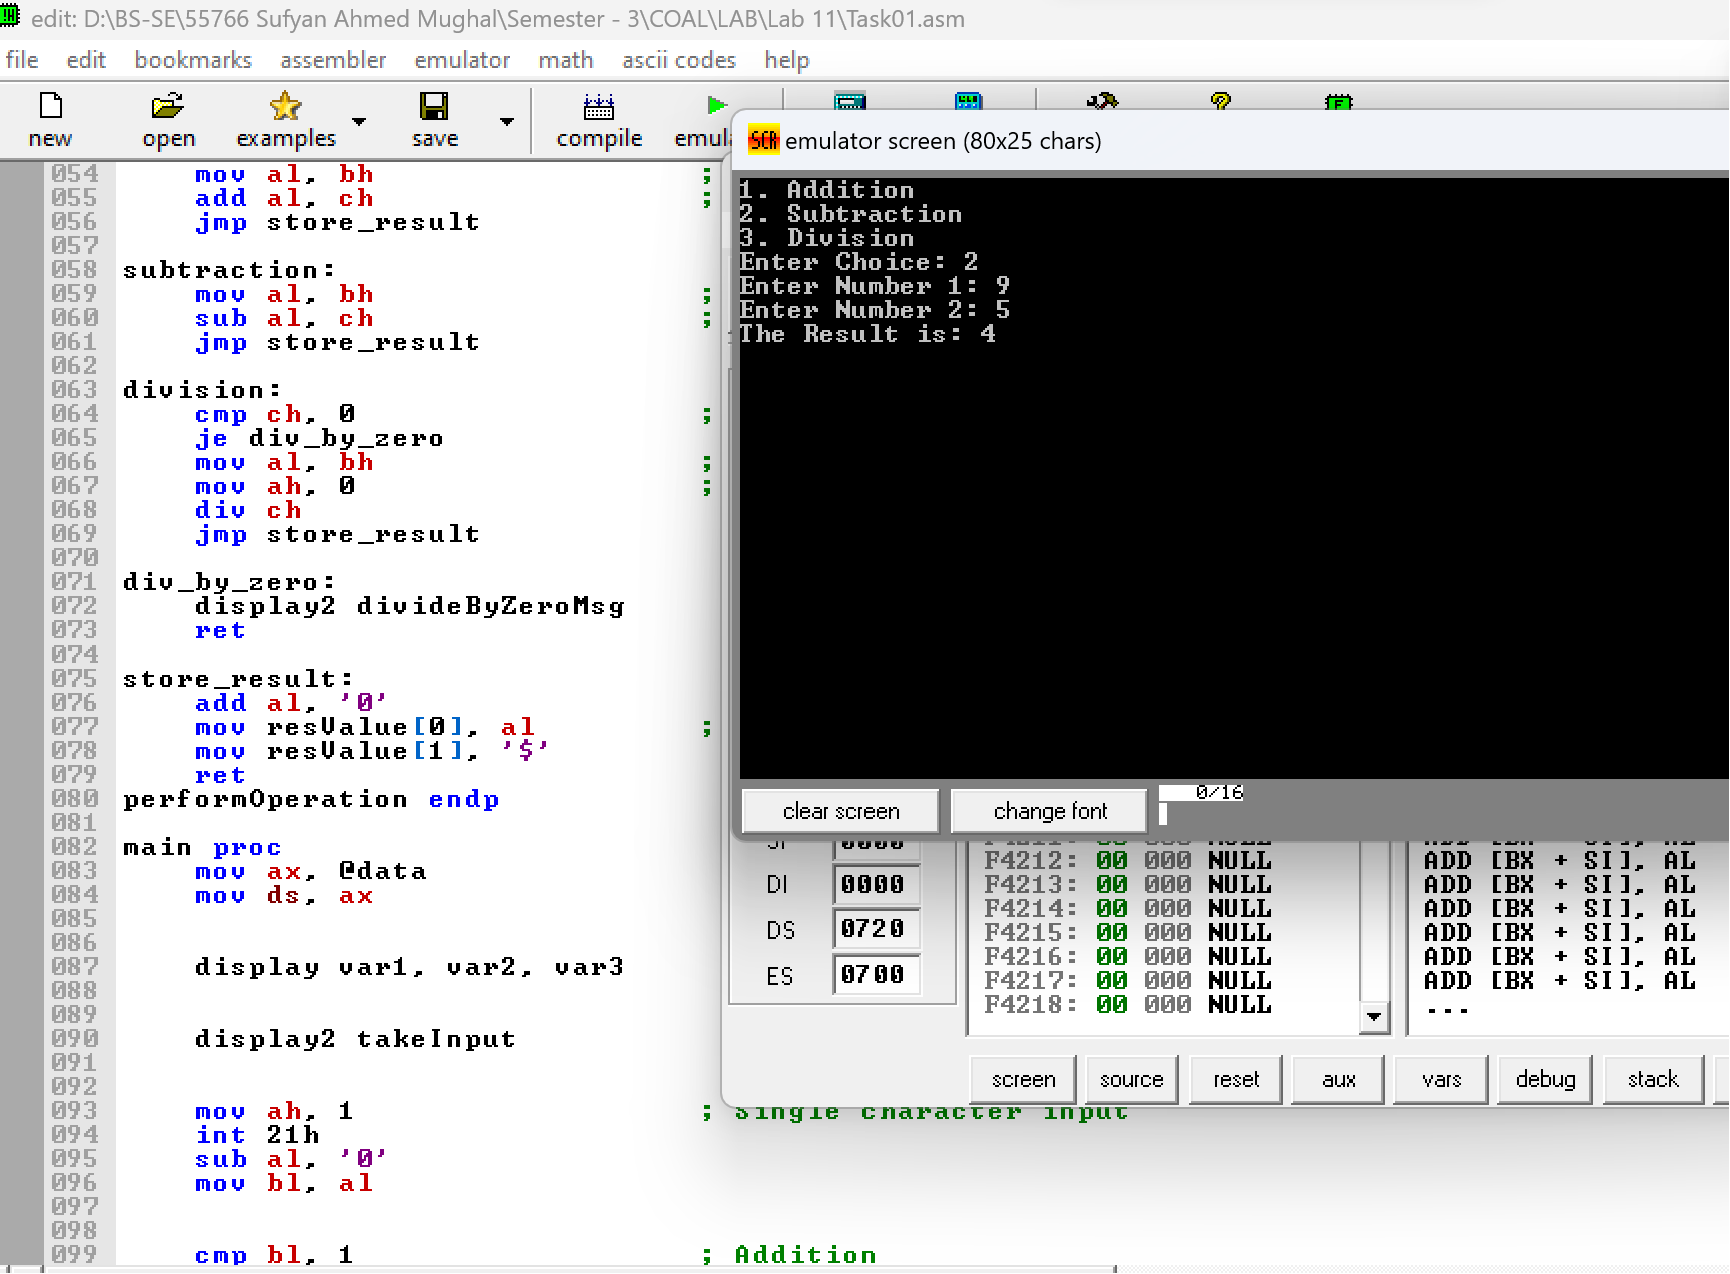 edit: D:\BS-SE\55766 Sufyan Ahmed Mughal\Semester - 3\COAL\LAB\Lab 11\Task01.asm
file edit bookmarks assembler emulator math ascii codes help
new open examples save compile emula
054 mov al, bh ;
055 add al, ch ;
056 jmp store_result
057
058 subtraction:
059 mov al, bh ;
060 sub al, ch ;
061 jmp store_result
062
063 division:
064 cmp ch, 0 ;
065 je div_by_zero
066 mov al, bh ;
067 mov ah, 0 ;
068 div ch
069 jmp store_result
070
071 div_by_zero:
072 display2 divideByZeroMsg
073 ret
074
075 store_result:
076 add al, '0'
077 mov resValue[0], al ;
078 mov resValue[1], '$'
079 ret
080 performOperation endp
081
082 main proc
083 mov ax, @data
084 mov ds, ax
085
086
087 display var1, var2, var3
088
089
090 display2 takeInput
091
092
093 mov ah, 1 ; Single character input
094 int 21h
095 sub al, '0'
096 mov bl, al
097
098
099 cmp bl, 1 ; Addition
SCR emulator screen (80x25 chars)
1. Addition
2. Subtraction
3. Division
Enter Choice: 2
Enter Number 1: 9
Enter Number 2: 5
The Result is: 4
clear screen change font 0/16
DI 0000
DS 0720
ES 0700
F4212: 00 000 NULL
F4213: 00 000 NULL
F4214: 00 000 NULL
F4215: 00 000 NULL
F4216: 00 000 NULL
F4217: 00 000 NULL
F4218: 00 000 NULL
ADD [BX + SI], AL
ADD [BX + SI], AL
ADD [BX + SI], AL
ADD [BX + SI], AL
ADD [BX + SI], AL
ADD [BX + SI], AL
...
screen source reset aux vars debug stack